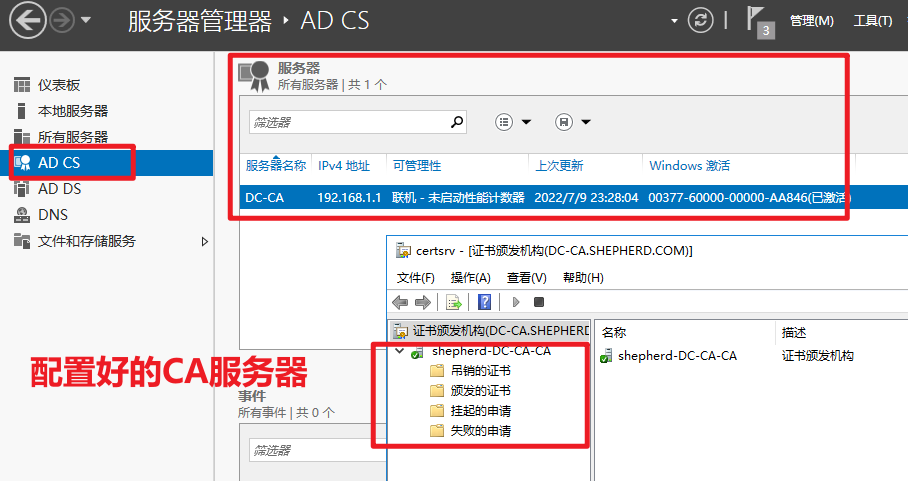 服务器管理器 · AD CS
管理(M) 工具(T)
3
仪表板
本地服务器
所有服务器
AD CS
AD DS
DNS
文件和存储服务
服务器
所有服务器 | 共 1 个
筛选器
服务器名称 IPv4 地址 可管理性 上次更新 Windows 激活
DC-CA 192.168.1.1 联机 - 未启动性能计数器 2022/7/9 23:28:04 00377-60000-00000-AA846(已激活)
certsrv - [证书颁发机构(DC-CA.SHEPHERD.COM)]
文件(F) 操作(A) 查看(V) 帮助(H)
证书颁发机构(DC-CA.SHEPHERD
shepherd-DC-CA-CA
吊销的证书
颁发的证书
挂起的申请
失败的申请
名称 描述
shepherd-DC-CA-CA 证书颁发机构
配置好的CA服务器
事件
所有事件 | 共 0 个
筛选器